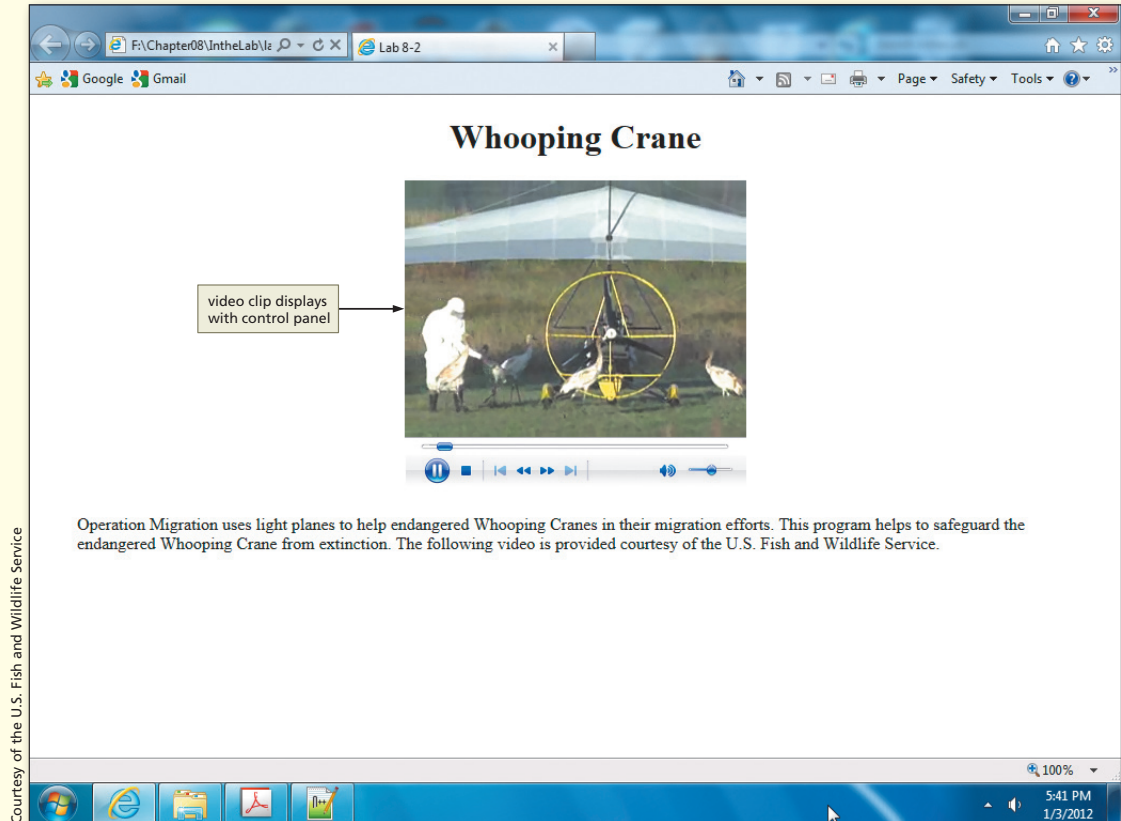 F:\Chapter08\IntheLab\la
Lab 8-2
Google Gmail
Page Safety Tools
Whooping Crane
video clip displays
with control panel
Operation Migration uses light planes to help endangered Whooping Cranes in their migration efforts. This program helps to safeguard the
endangered Whooping Crane from extinction. The following video is provided courtesy of the U.S. Fish and Wildlife Service.
Courtesy of the U.S. Fish and Wildlife Service
100%
5:41 PM
1/3/2012